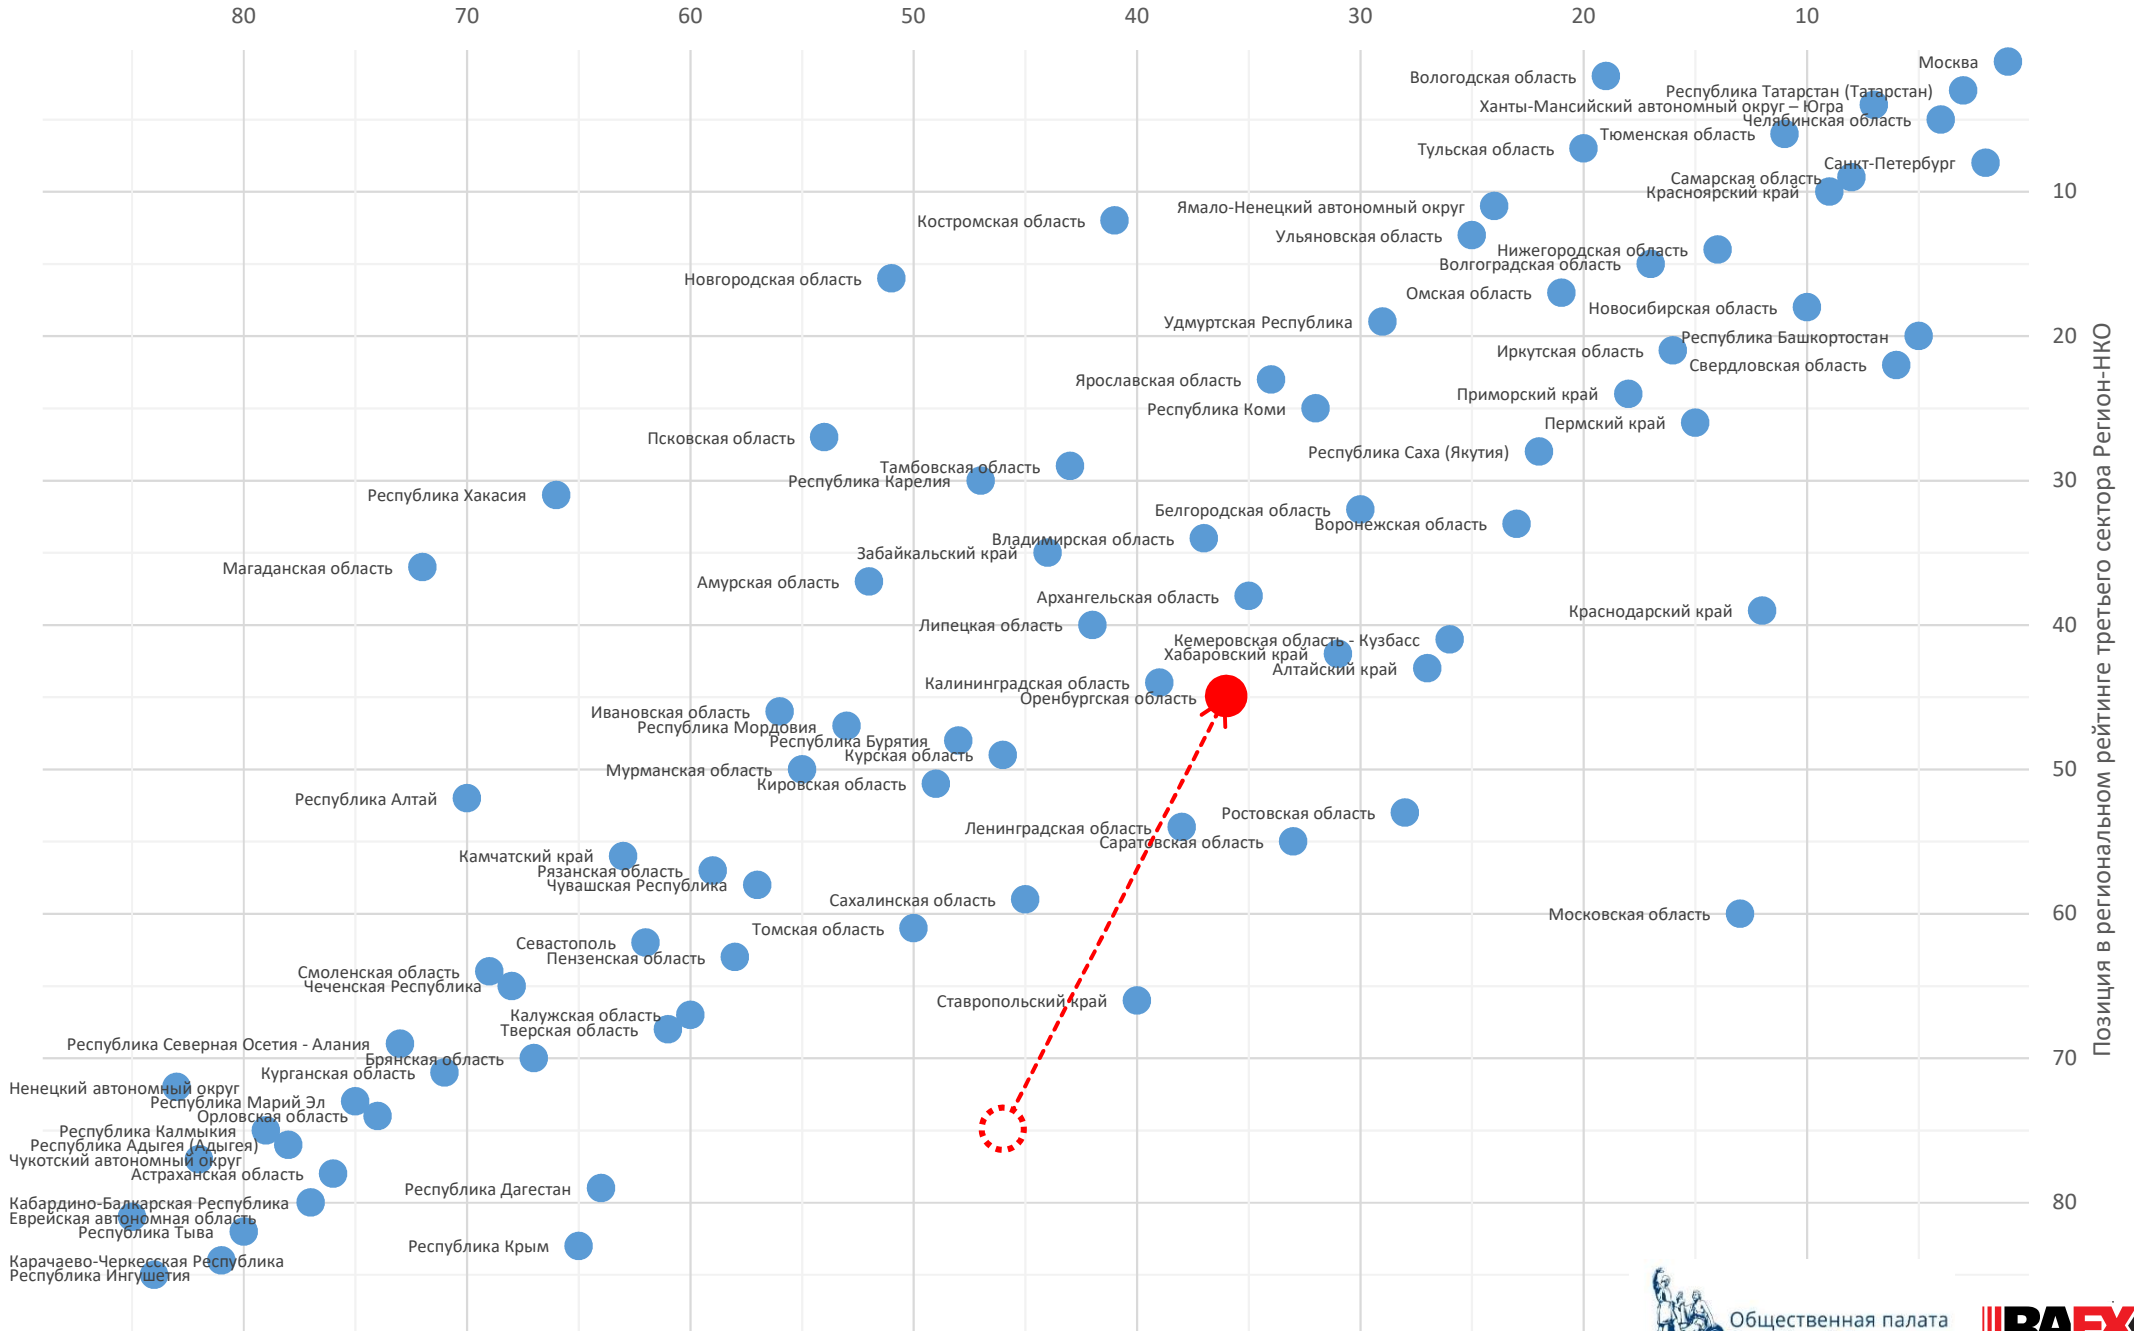 80 70 60 50 40 30 20 10
Москва
Вологодская область
Республика Татарстан (Татарстан)
Ханты-Мансийский автономный округ – Югра
Челябинская область
Тюменская область
Тульская область
Санкт-Петербург
Самарская область
Красноярский край
10
Ямало-Ненецкий автономный округ
Костромская область
Ульяновская область
Нижегородская область
Волгоградская область
Новгородская область
Омская область
Новосибирская область
Удмуртская Республика
20
Республика Башкортостан
Иркутская область
Свердловская область
Ярославская область
Приморский край
Республика Коми
Пермский край
Псковская область
Республика Саха (Якутия)
Тамбовская область
Республика Карелия
30
Республика Хакасия
Белгородская область
Воронежская область
Владимирская область
Забайкальский край
Магаданская область
Амурская область
Архангельская область
Краснодарский край
Липецкая область
40
Кемеровская область - Кузбасс
Хабаровский край
Алтайский край
Калининградская область
Оренбургская область
Ивановская область
Республика Мордовия
Республика Бурятия
Курская область
Мурманская область
50
Кировская область
Республика Алтай
Ростовская область
Ленинградская область
Саратовская область
Камчатский край
Рязанская область
Чувашская Республика
Сахалинская область
Московская область
60
Томская область
Севастополь
Пензенская область
Смоленская область
Чеченская Республика
Ставропольский край
Калужская область
Тверская область
Республика Северная Осетия - Алания
Брянская область
70
Курганская область
Ненецкий автономный округ
Республика Марий Эл
Орловская область
Республика Калмыкия
Республика Адыгея (Адыгея)
Чукотский автономный округ
Астраханская область
Республика Дагестан
Кабардино-Балкарская Республика
80
Еврейская автономная область
Республика Тыва
Республика Крым
Карачаево-Черкесская Республика
Республика Ингушетия
Позиция в региональном рейтинге третьего сектора Регион-НКО
Общественная палата
RAEX